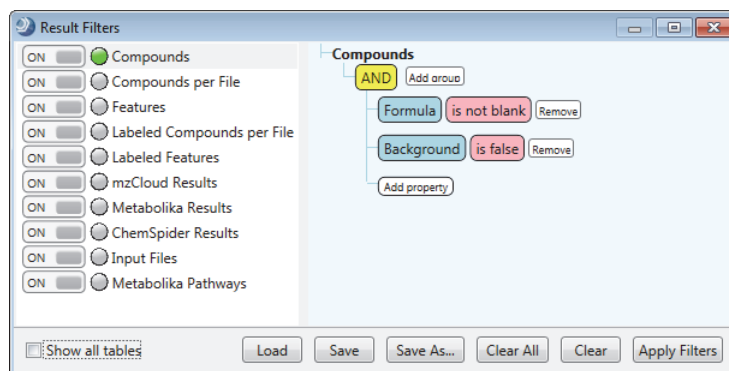 Result Filters
ON Compounds
ON Compounds per File
ON Features
ON Labeled Compounds per File
ON Labeled Features
ON mzCloud Results
ON Metabolika Results
ON ChemSpider Results
ON Input Files
ON Metabolika Pathways
Compounds
AND Add group
Formula is not blank Remove
Background is false Remove
Add property
Show all tables Load Save Save As... Clear All Clear Apply Filters